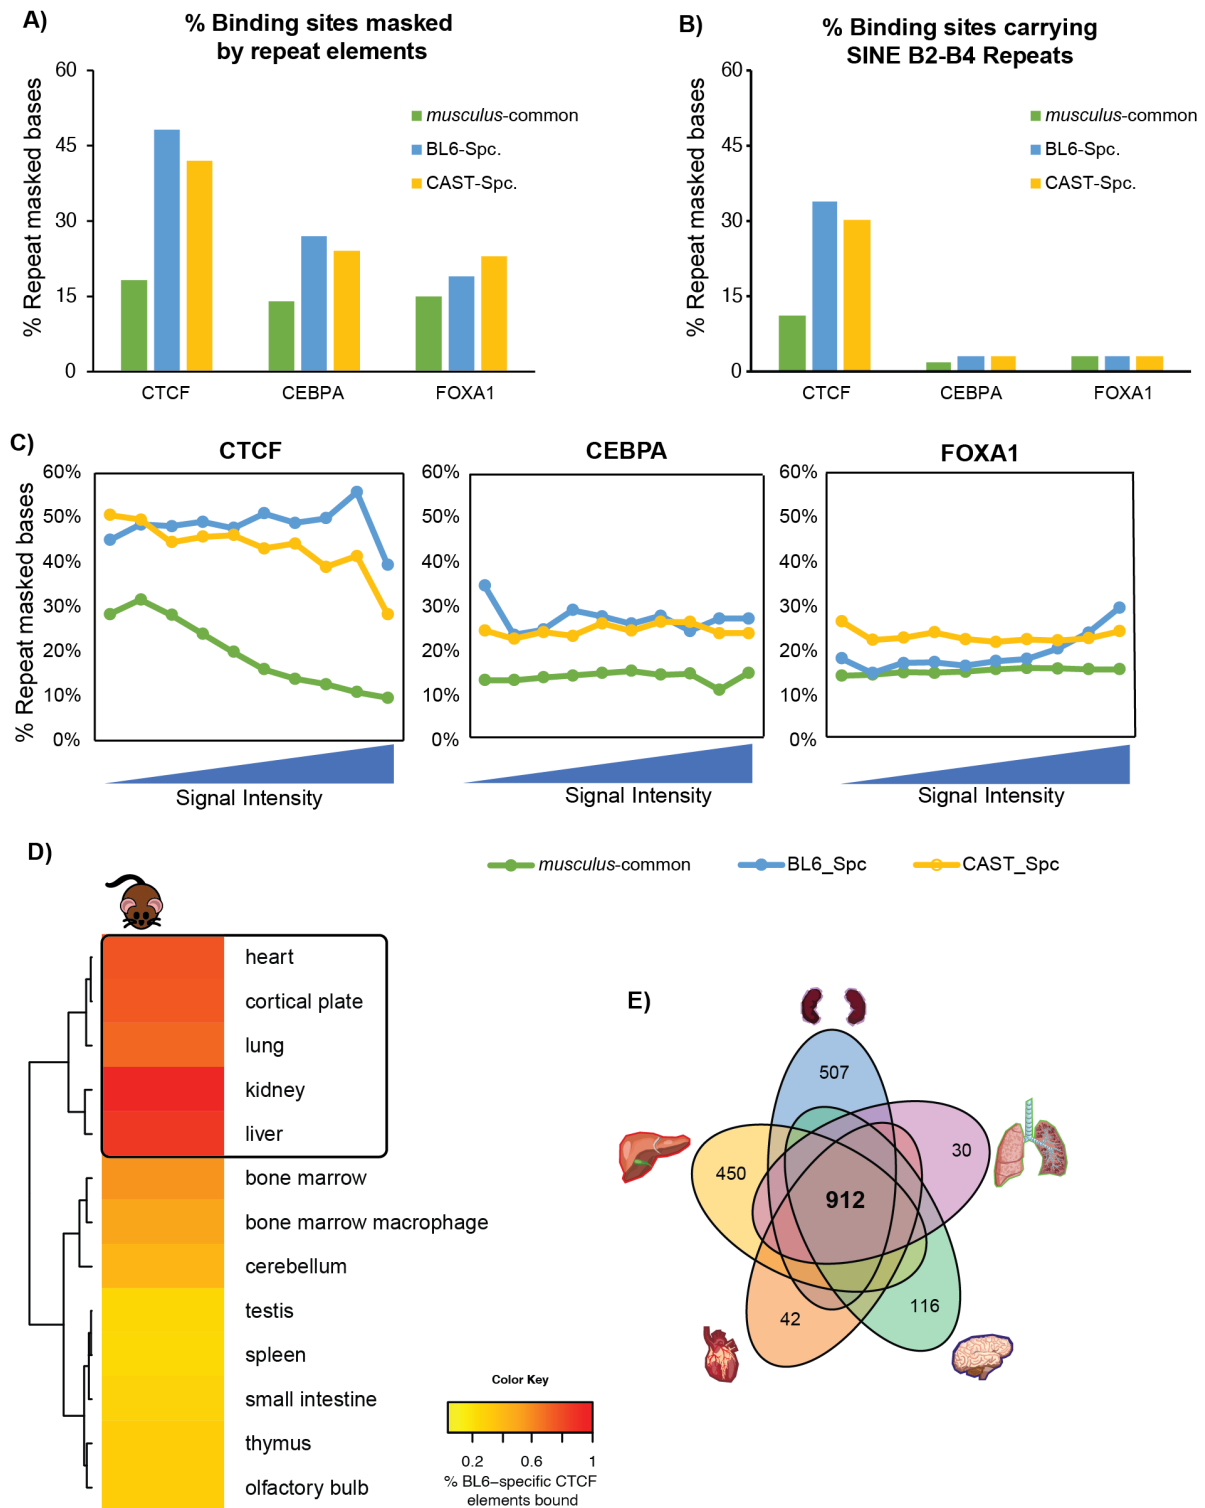 A)
% Binding sites masked
by repeat elements
% Repeat masked bases
60
45
30
15
0
musculus-common
BL6-Spc.
CAST-Spc.
CTCF
CEBPA
FOXA1
B)
% Binding sites carrying
SINE B2-B4 Repeats
% Repeat masked bases
60
45
30
15
0
musculus-common
BL6-Spc.
CAST-Spc.
CTCF
CEBPA
FOXA1
C)
CTCF
% Repeat masked bases
60%
50%
40%
30%
20%
10%
0%
Signal Intensity
CEBPA
60%
50%
40%
30%
20%
10%
0%
Signal Intensity
FOXA1
60%
50%
40%
30%
20%
10%
0%
Signal Intensity
musculus-common
BL6_Spc
CAST_Spc
D)
heart
cortical plate
lung
kidney
liver
bone marrow
bone marrow macrophage
cerebellum
testis
spleen
small intestine
thymus
olfactory bulb
Color Key
0.2 0.6 1
% BL6–specific CTCF
elements bound
E)
507
30
450
912
116
42